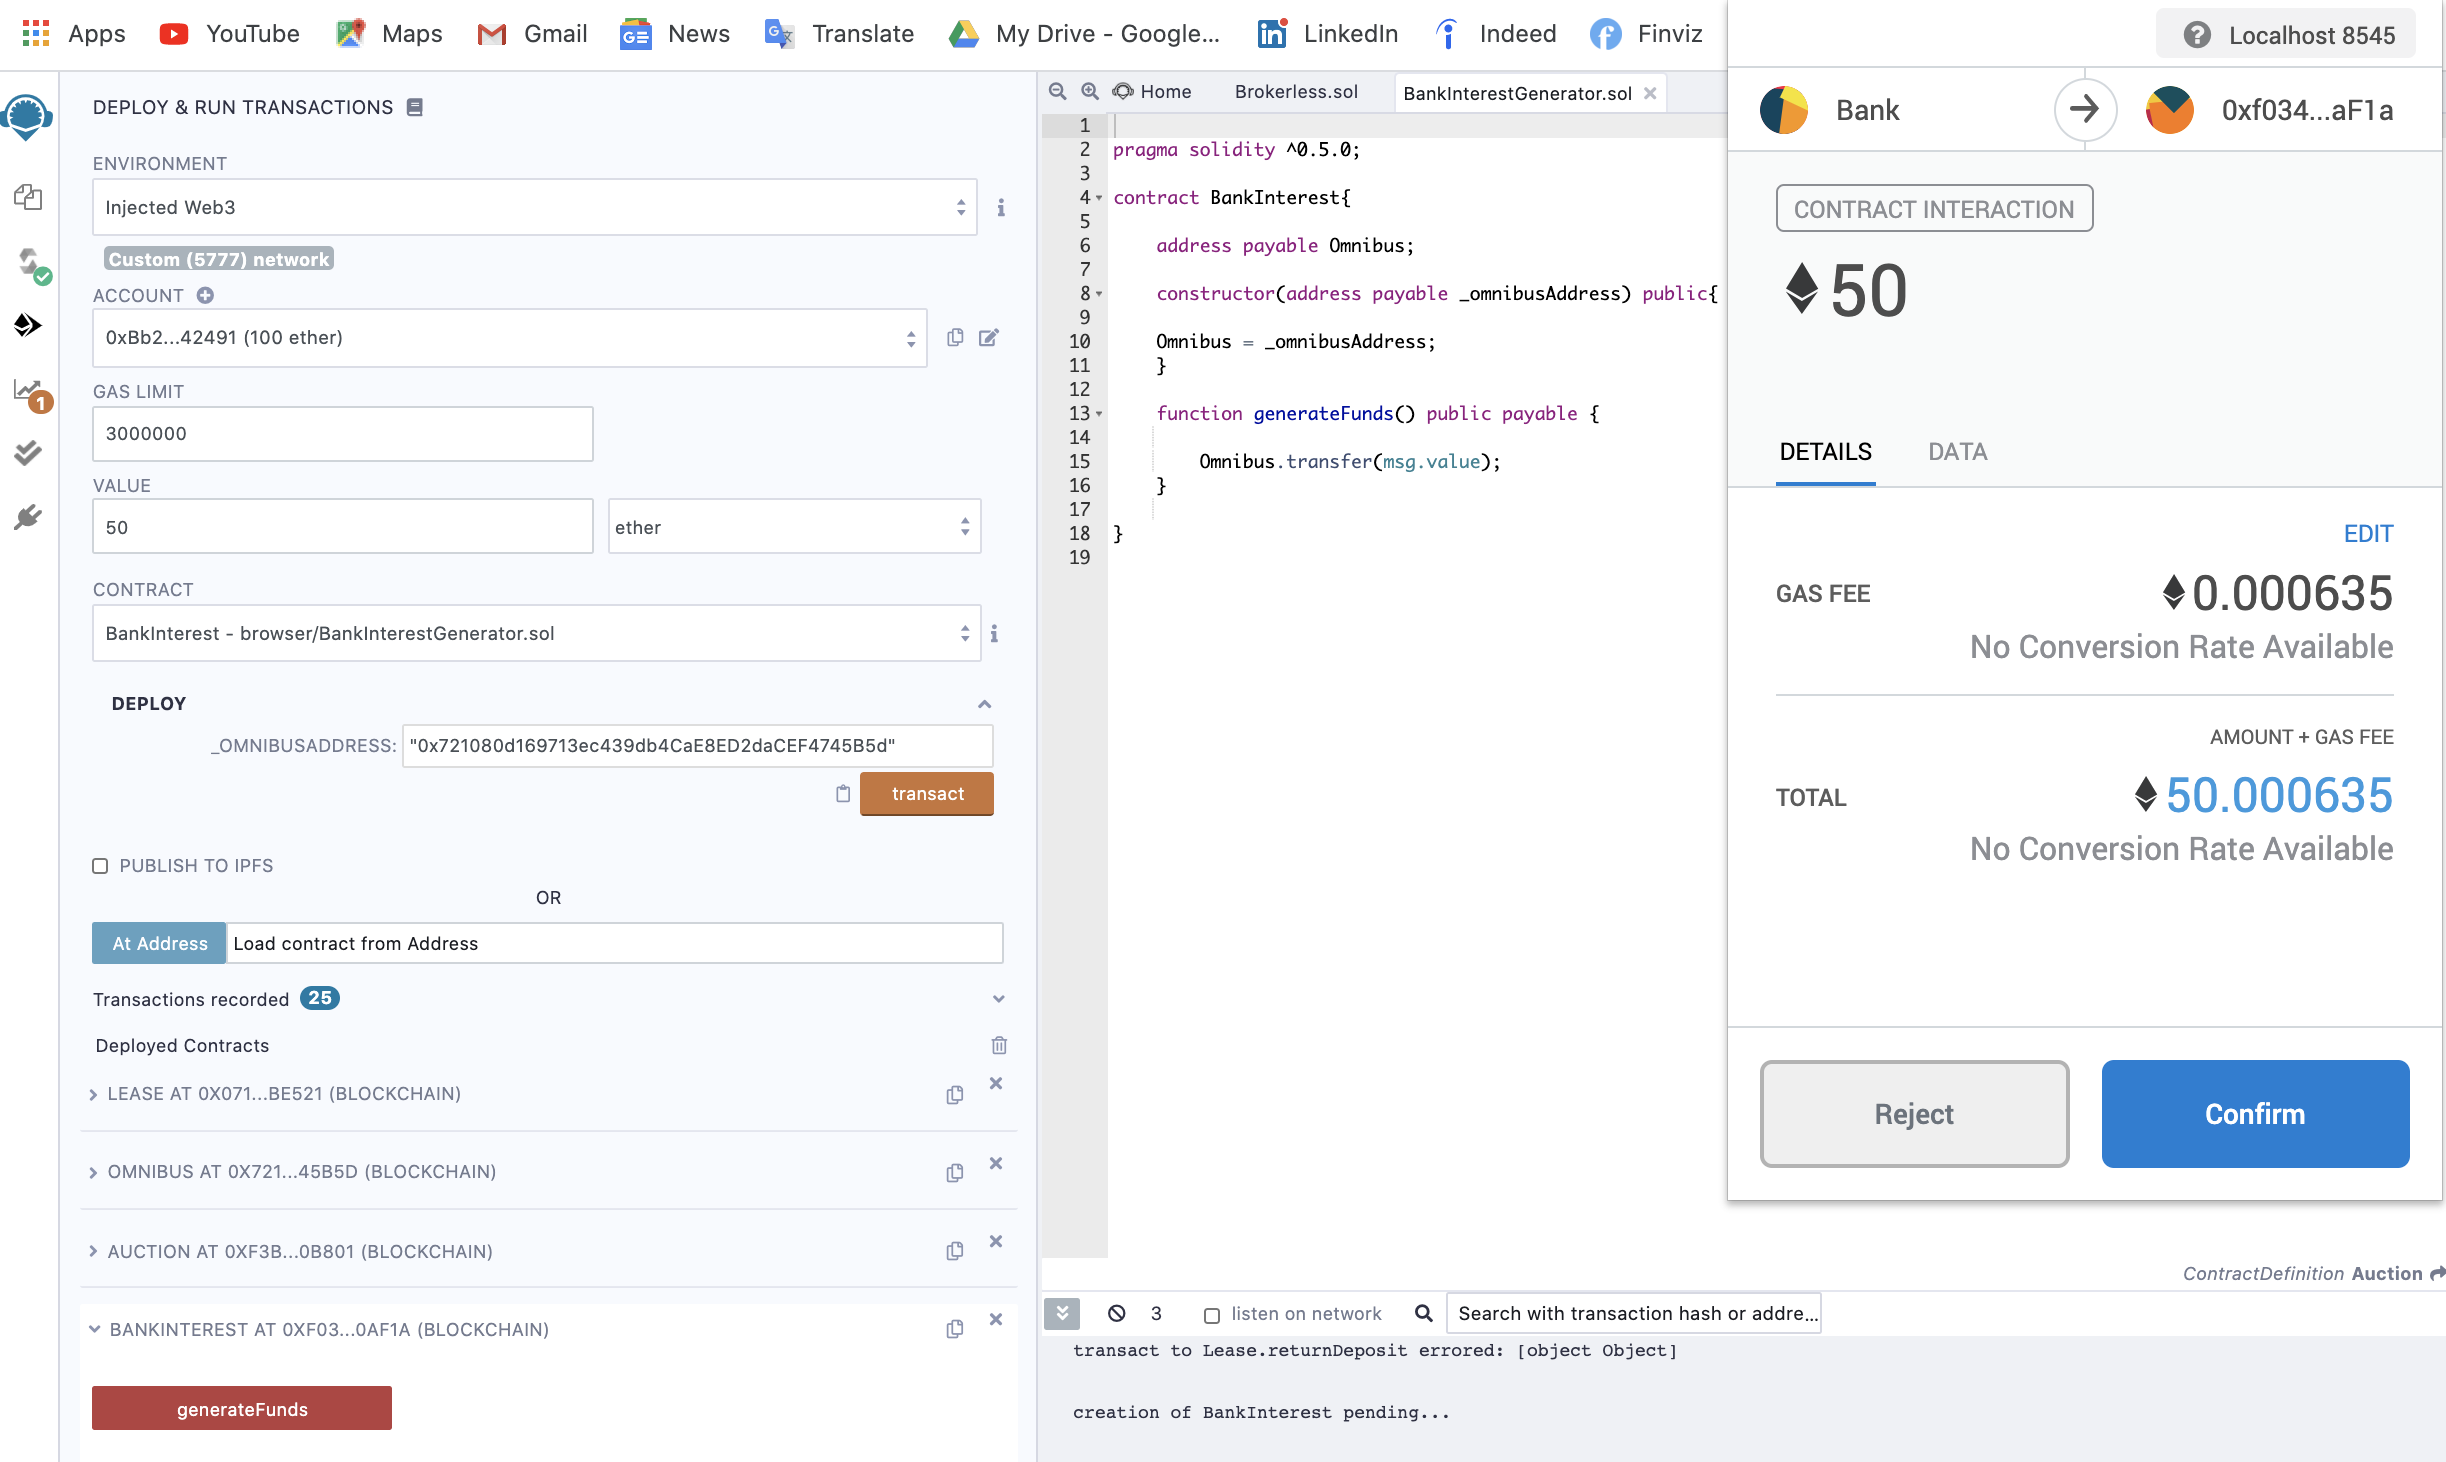 Apps YouTube Maps Gmail News Translate My Drive - Google... LinkedIn Indeed Finviz
DEPLOY & RUN TRANSACTIONS
ENVIRONMENT
Injected Web3
Custom (5777) network
ACCOUNT
0xBb2...42491 (100 ether)
GAS LIMIT
3000000
VALUE
50 ether
CONTRACT
BankInterest - browser/BankInterestGenerator.sol
DEPLOY
_OMNIBUSADDRESS: "0x721080d169713ec439db4CaE8ED2daCEF4745B5d"
transact
PUBLISH TO IPFS
OR
At Address Load contract from Address
Transactions recorded 25
Deployed Contracts
LEASE AT 0X071...BE521 (BLOCKCHAIN)
OMNIBUS AT 0X721...45B5D (BLOCKCHAIN)
AUCTION AT 0XF3B...0B801 (BLOCKCHAIN)
BANKINTEREST AT 0XF03...0AF1A (BLOCKCHAIN)
generateFunds
1
Home Brokerless.sol BankInterestGenerator.sol
1
2 pragma solidity ^0.5.0;
3
4 contract BankInterest{
5
6 address payable Omnibus;
7
8 constructor(address payable _omnibusAddress) public{
9
10 Omnibus = _omnibusAddress;
11 }
12
13 function generateFunds() public payable {
14
15 Omnibus.transfer(msg.value);
16 }
17
18 }
19
ContractDefinition Auction
3 listen on network Search with transaction hash or addre...
transact to Lease.returnDeposit errored: [object Object]
creation of BankInterest pending...
Localhost 8545
Bank 0xf034...aF1a
CONTRACT INTERACTION
50
DETAILS DATA
EDIT
GAS FEE 0.000635
No Conversion Rate Available
AMOUNT + GAS FEE
TOTAL 50.000635
No Conversion Rate Available
Reject Confirm